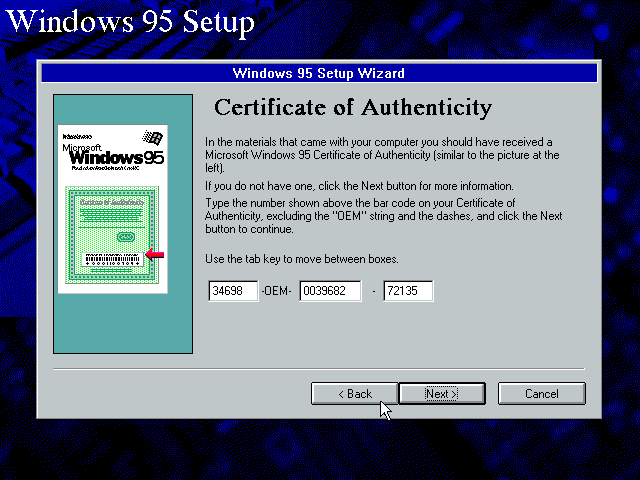 Windows 95 Setup
Windows 95 Setup Wizard
Certificate of Authenticity
In the materials that came with your computer you should have received a
Microsoft Windows 95 Certificate of Authenticity (similar to the picture at the
left).
If you do not have one, click the Next button for more information.
Type the number shown above the bar code on your Certificate of
Authenticity, excluding the "OEM" string and the dashes, and click the Next
button to continue.
Use the tab key to move between boxes.
34698 -OEM- 0039682 - 72135
Microsoft
Windows95
< Back Next > Cancel